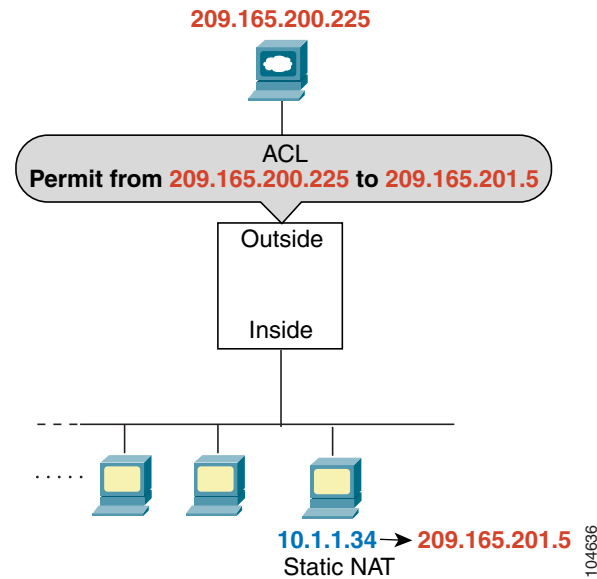 209.165.200.225
ACL
Permit from 209.165.200.225 to 209.165.201.5
Outside
Inside
10.1.1.34 → 209.165.201.5
Static NAT
104636